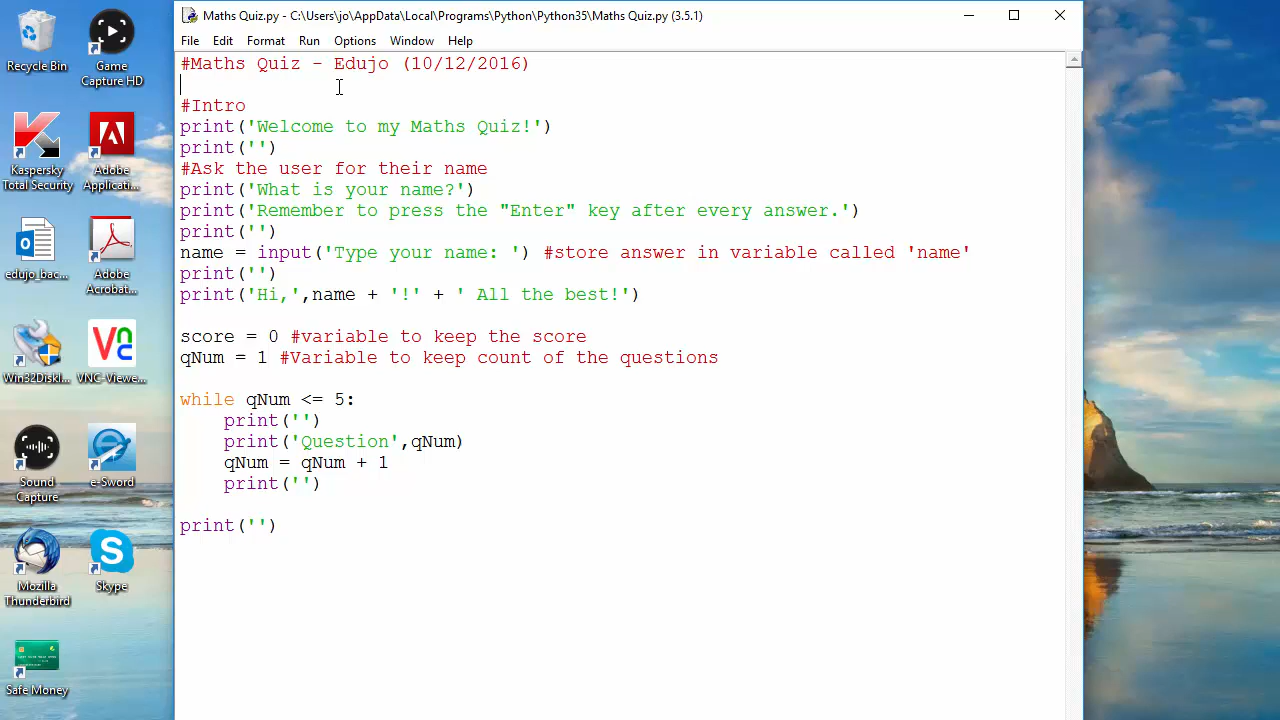 Maths Quiz.py - C:\Users\jo\AppData\Local\Programs\Python\Python35\Maths Quiz.py (3.5.1)
File Edit Format Run Options Window Help
#Maths Quiz - Edujo (10/12/2016)

#Intro
print('Welcome to my Maths Quiz!')
print('')
#Ask the user for their name
print('What is your name?')
print('Remember to press the "Enter" key after every answer.')
print('')
name = input('Type your name: ') #store answer in variable called 'name'
print('')
print('Hi,',name + '!' + ' All the best!')

score = 0 #variable to keep the score
qNum = 1 #Variable to keep count of the questions

while qNum <= 5:
    print('')
    print('Question',qNum)
    qNum = qNum + 1
    print('')

print('')
Recycle Bin
Game
Capture HD
Kaspersky
Total Security
Adobe
Applicati...
edujo_bac...
Adobe
Acrobat...
Win32DiskI...
VNC-Viewe...
Sound
Capture
e-Sword
Mozilla
Thunderbird
Skype
Safe Money